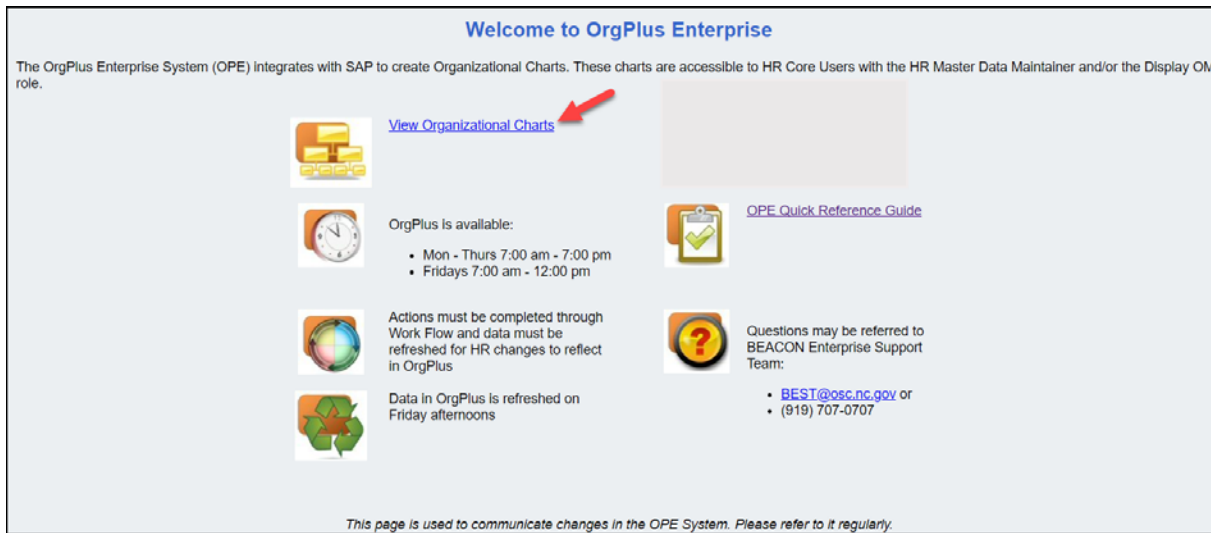 Welcome to OrgPlus Enterprise
The OrgPlus Enterprise System (OPE) integrates with SAP to create Organizational Charts. These charts are accessible to HR Core Users with the HR Master Data Maintainer and/or the Display OM
role.
View Organizational Charts
OrgPlus is available:
• Mon - Thurs 7:00 am - 7:00 pm
• Fridays 7:00 am - 12:00 pm
OPE Quick Reference Guide
Actions must be completed through
Work Flow and data must be
refreshed for HR changes to reflect
in OrgPlus
Questions may be referred to
BEACON Enterprise Support
Team:
• BEST@osc.nc.gov or
• (919) 707-0707
Data in OrgPlus is refreshed on
Friday afternoons
This page is used to communicate changes in the OPE System. Please refer to it regularly.